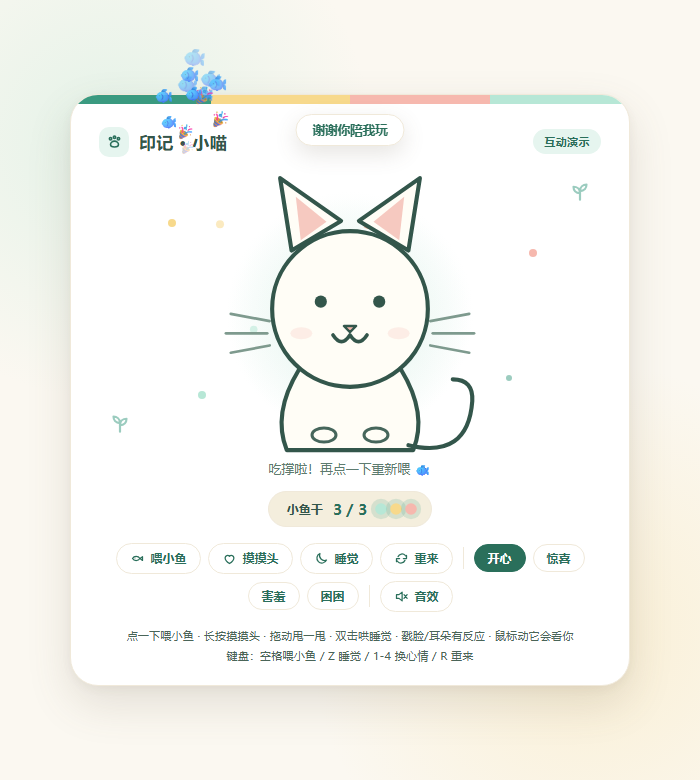 印记 小喵
谢谢你陪我玩
互动演示
吃撑啦！再点一下重新喂
小鱼干 3 / 3
喂小鱼 摸摸头 睡觉 重来 开心 惊喜
害羞 困困 音效
点一下喂小鱼 · 长按摸摸头 · 拖动甩一甩 · 双击哄睡觉 · 戳脸/耳朵有反应 · 鼠标动它会看你
键盘：空格喂小鱼 / Z 睡觉 / 1-4 换心情 / R 重来